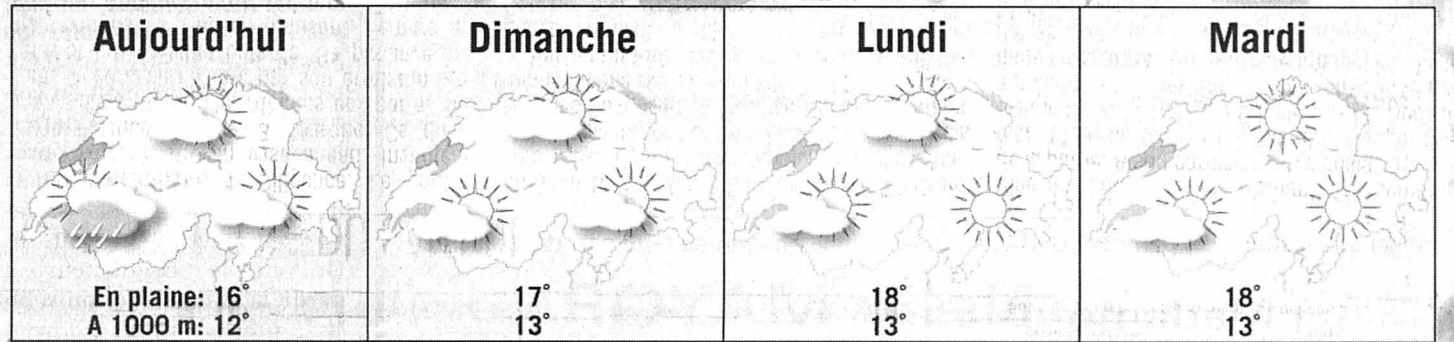 Aujourd'hui
En plaine: 16°
A 1000 m: 12°
Dimanche
17°
13°
Lundi
18°
13°
Mardi
18°
13°